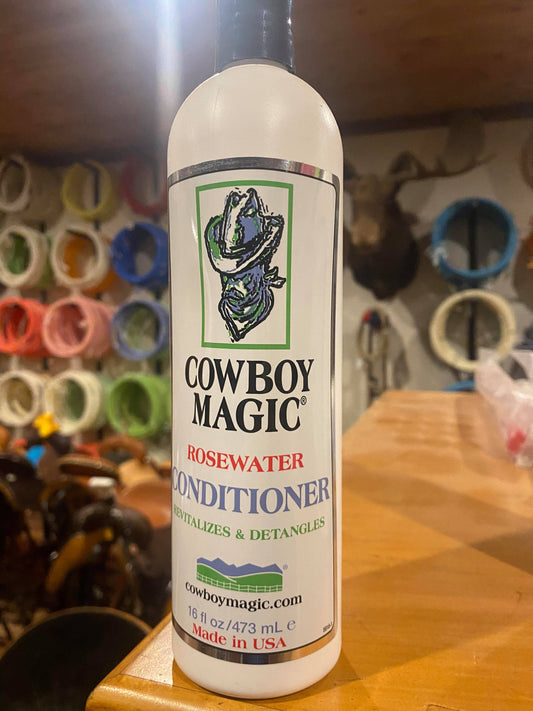 COWBOY
MAGIC®
ROSEWATER
CONDITIONER
REVITALIZES & DETANGLES
®
cowboymagic.com
16 fl oz/473 mL ℮
Made in USA